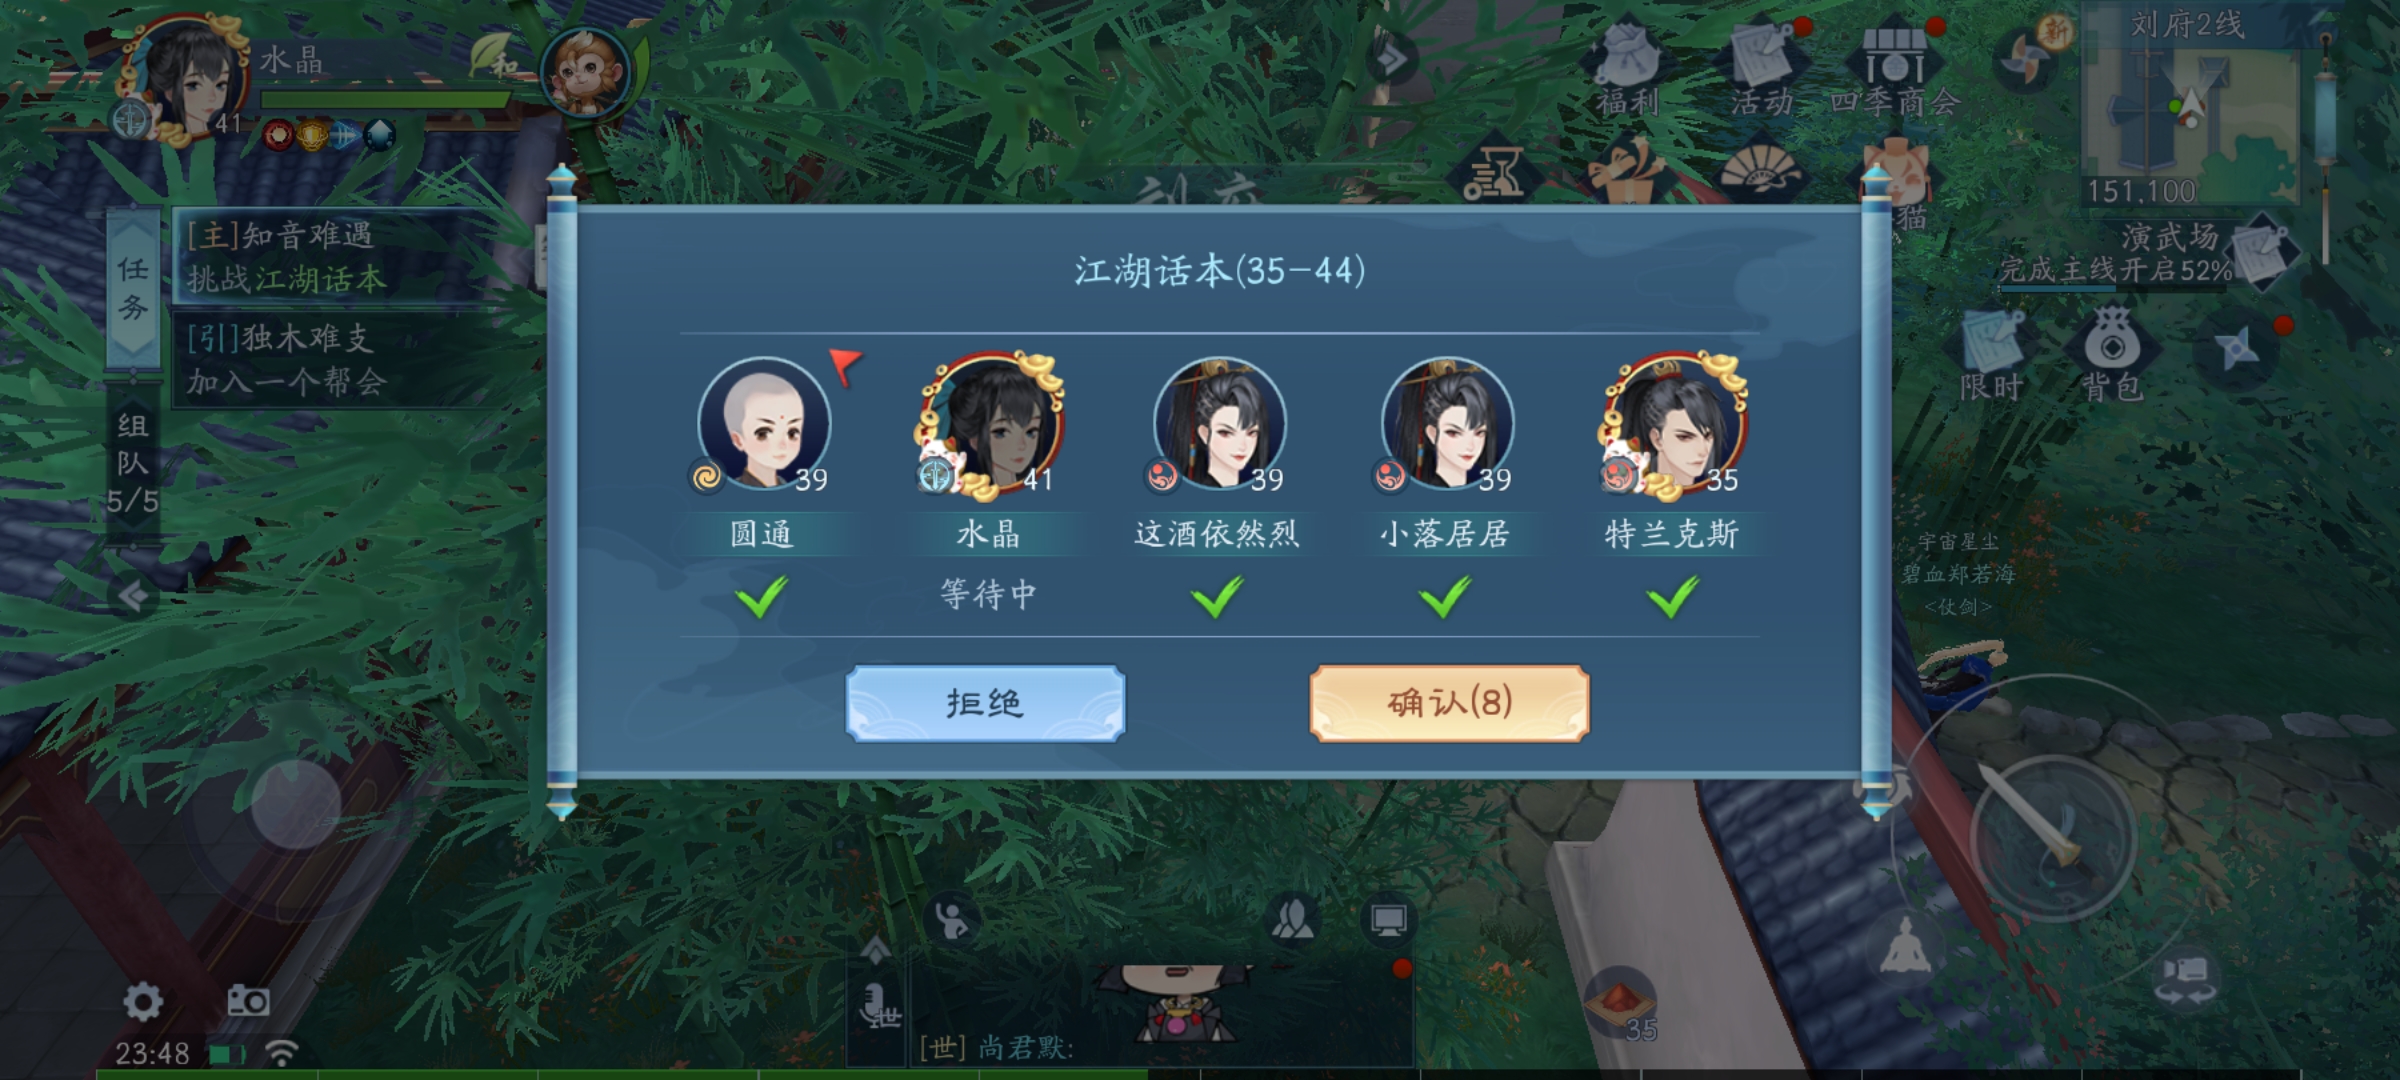 水晶
和
41
福利
活动
四季商会
新
刘府2线
151,100
猫
演武场
完成主线开启52%
限时
背包
任务
[主]知音难遇
挑战江湖话本
[引]独木难支
加入一个帮会
组队
5/5
江湖话本(35-44)
39
41
39
39
35
圆通
水晶
这酒依然烈
小落居居
特兰克斯
等待中
拒绝
确认(8)
宇宙星尘
碧血郑若海
<仗剑>
世
[世] 尚君默:
35
23:48